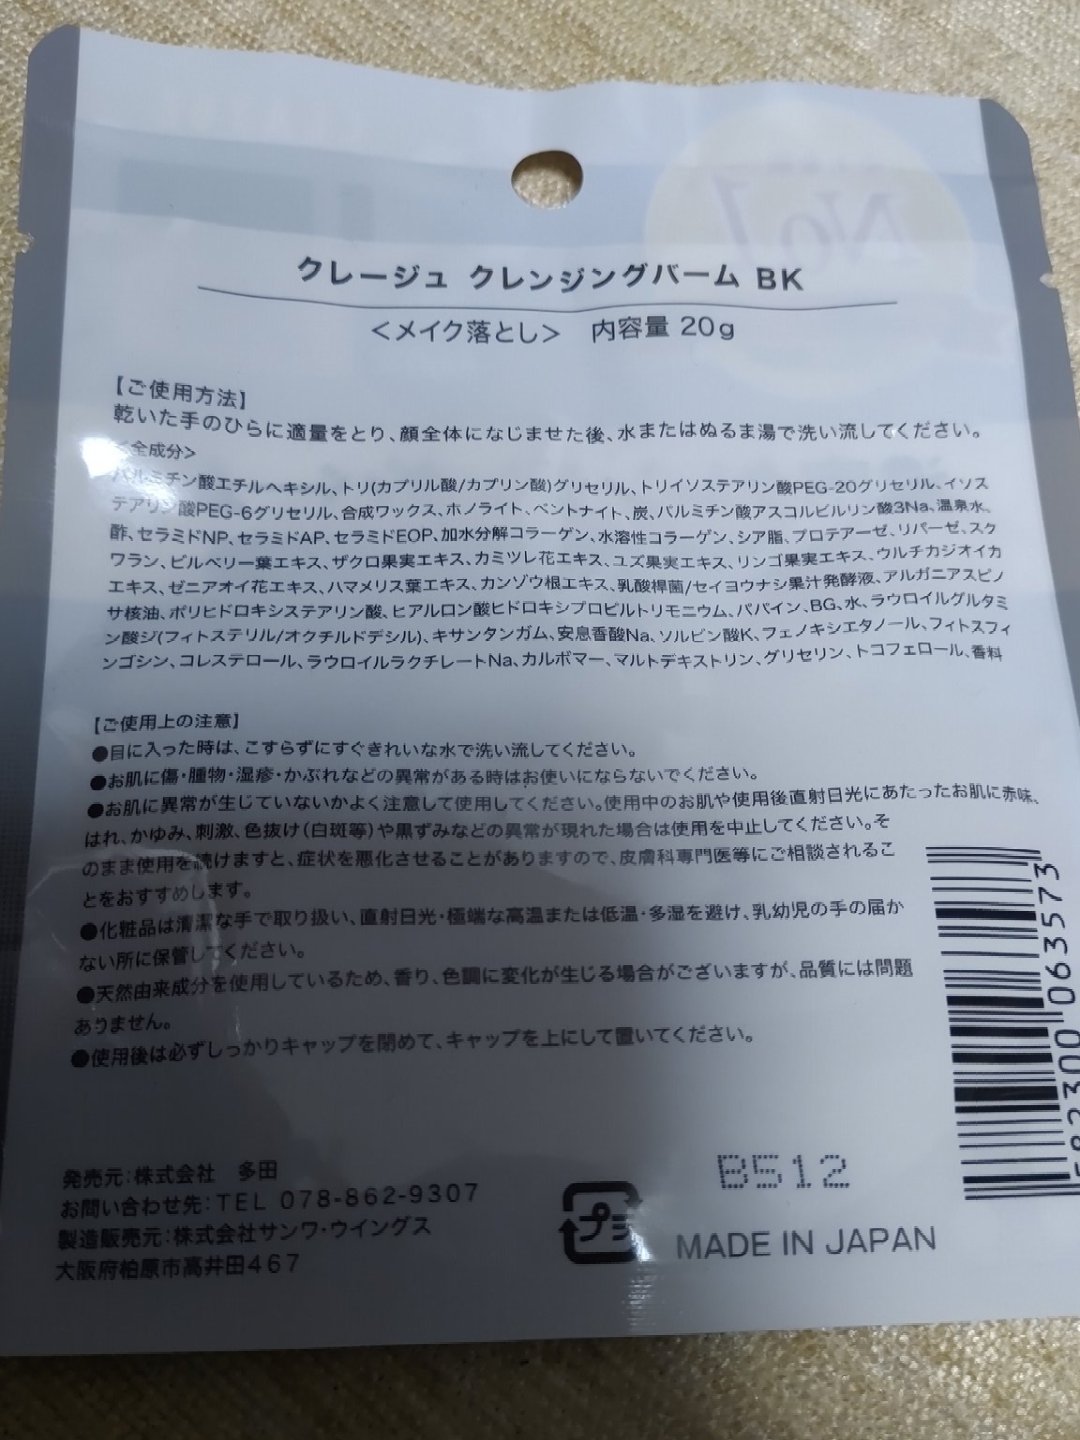 No.1
クレージュ クレンジングバーム BK
＜メイク落とし＞ 内容量 20g
【ご使用方法】
乾いた手のひらに適量をとり、顔全体になじませた後、水またはぬるま湯で洗い流してください。
＜全成分＞
パルミチン酸エチルヘキシル、トリ(カプリル酸/カプリン酸)グリセリル、トリイソステアリン酸PEG-20グリセリル、イソス
テアリン酸PEG-6グリセリル、合成ワックス、ホノライト、ベントナイト、炭、パルミチン酸アスコルビルリン酸3Na、温泉水、
酢、セラミドNP、セラミドAP、セラミドEOP、加水分解コラーゲン、水溶性コラーゲン、シア脂、プロテアーゼ、リパーゼ、スク
ワラン、ビルベリー葉エキス、ザクロ果実エキス、カミツレ花エキス、ユズ果実エキス、リンゴ果実エキス、ウルチカジオイカ
エキス、ゼニアオイ花エキス、ハマメリス葉エキス、カンゾウ根エキス、乳酸桿菌/セイヨウナシ果汁発酵液、アルガニアスピノ
サ核油、ポリヒドロキシステアリン酸、ヒアルロン酸ヒドロキシプロピルトリモニウム、パパイン、BG、水、ラウロイルグルタミ
ン酸ジ(フィトステリル/オクチルドデシル)、キサンタンガム、安息香酸Na、ソルビン酸K、フェノキシエタノール、フィトスフィ
ンゴシン、コレステロール、ラウロイルラクチレートNa、カルボマー、マルトデキストリン、グリセリン、トコフェロール、香料
【ご使用上の注意】
●目に入った時は、こすらずにすぐきれいな水で洗い流してください。
●お肌に傷・腫物・湿疹・かぶれなどの異常がある時はお使いにならないでください。
●お肌に異常が生じていないかよく注意して使用してください。使用中のお肌や使用後直射日光にあたったお肌に赤味、
はれ、かゆみ、刺激、色抜け(白斑等)や黒ずみなどの異常が現れた場合は使用を中止してください。そ
のまま使用を続けますと、症状を悪化させることがありますので、皮膚科専門医等にご相談されるこ
とをおすすめします。
●化粧品は清潔な手で取り扱い、直射日光・極端な高温または低温・多湿を避け、乳幼児の手の届か
ない所に保管してください。
●天然由来成分を使用しているため、香り、色調に変化が生じる場合がございますが、品質には問題
ありません。
●使用後は必ずしっかりキャップを閉めて、キャップを上にして置いてください。
発売元:株式会社 多田
お問い合わせ先:TEL 078-862-9307
製造販売元:株式会社サンワ・ウイングス
大阪府柏原市高井田467
プラ
B512
MADE IN JAPAN
582300 063573